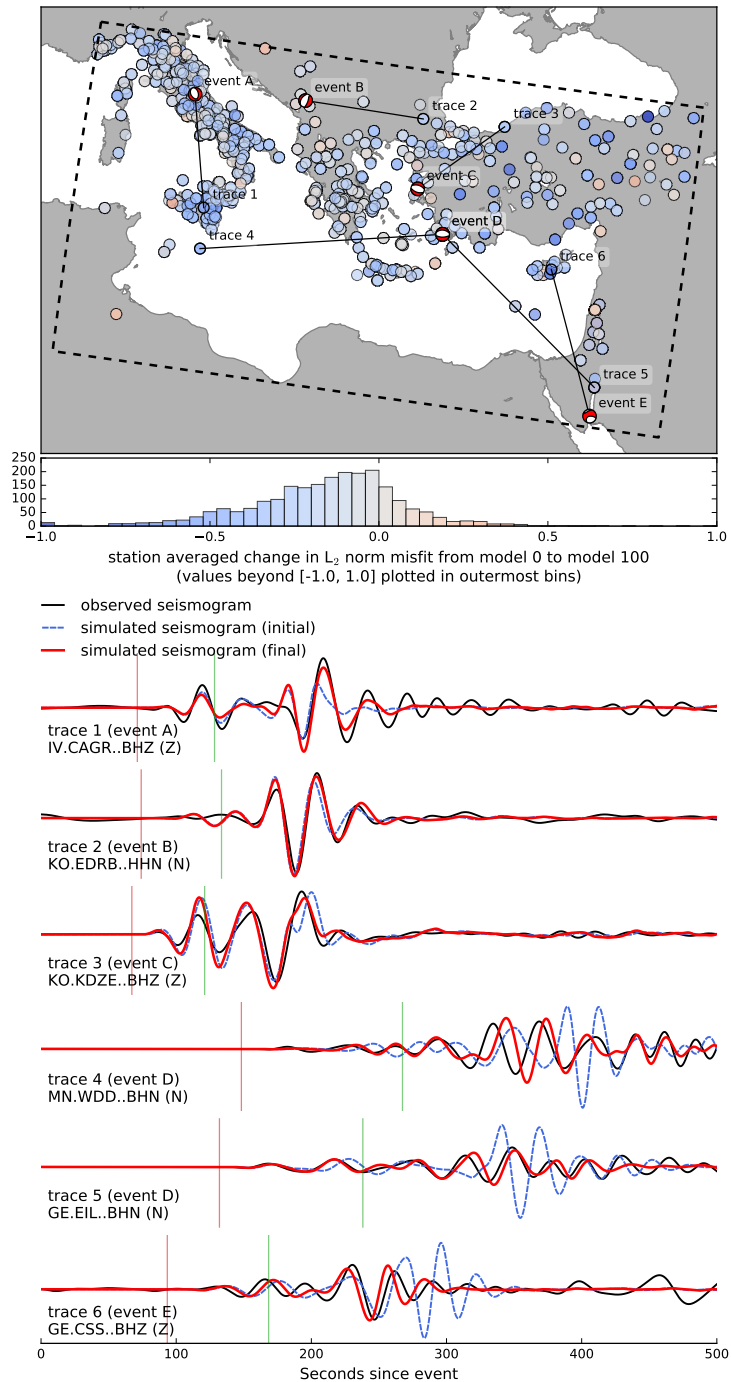 event A
event B
trace 2
trace 3
event C
trace 1
event D
trace 4
trace 6
trace 5
event E
250
200
150
100
50
0
−1.0 −0.5 0.0 0.5 1.0
station averaged change in L₂ norm misfit from model 0 to model 100
(values beyond [-1.0, 1.0] plotted in outermost bins)
observed seismogram
simulated seismogram (initial)
simulated seismogram (final)
trace 1 (event A)
IV.CAGR..BHZ (Z)
trace 2 (event B)
KO.EDRB..HHN (N)
trace 3 (event C)
KO.KDZE..BHZ (Z)
trace 4 (event D)
MN.WDD..BHN (N)
trace 5 (event D)
GE.EIL..BHN (N)
trace 6 (event E)
GE.CSS..BHZ (Z)
0 100 200 300 400 500
Seconds since event